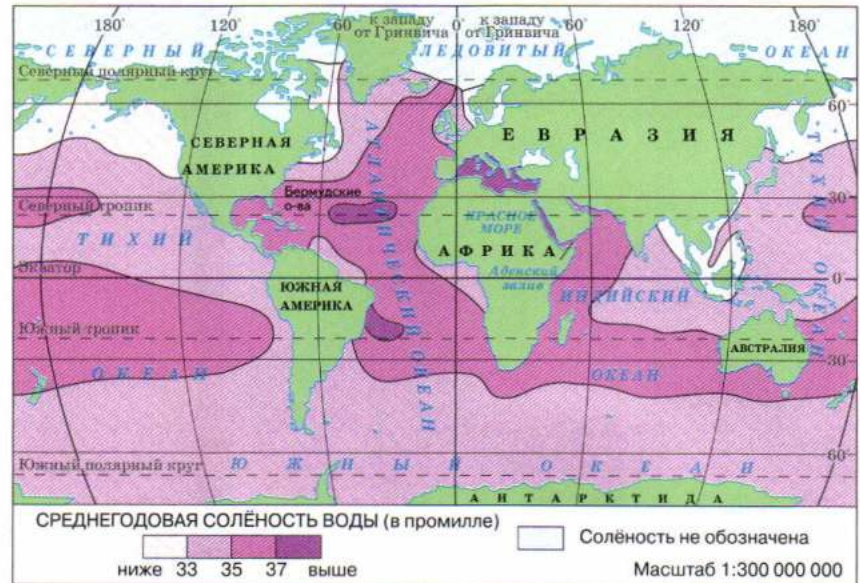 180° 120° 60° к западу 0° к западу 60° 120° 180°
от Гринвича от Гринвича
СЕВЕРНЫЙ ЛЕДОВИТЫЙ ОКЕАН
Северный полярный круг
60°
СЕВЕРНАЯ
АМЕРИКА
ЕВРАЗИЯ
АТЛАНТИЧЕСКИЙ ОКЕАН
ТИХИЙ ОКЕАН
Бермудские
о-ва
30°
Северный тропик
КРАСНОЕ
МОРЕ
ТИХИЙ
АФРИКА
Экватор
0°
ЮЖНАЯ
АМЕРИКА
Аденский
залив
ИНДИЙСКИЙ
Южный тропик
АВСТРАЛИЯ
30°
ОКЕАН
ОКЕАН
60°
Южный полярный круг
ЮЖНЫЙ ОКЕАН
АНТАРКТИДА
СРЕДНЕГОДОВАЯ СОЛЁНОСТЬ ВОДЫ (в промилле)
ниже 33 35 37 выше
Солёность не обозначена
Масштаб 1:300 000 000